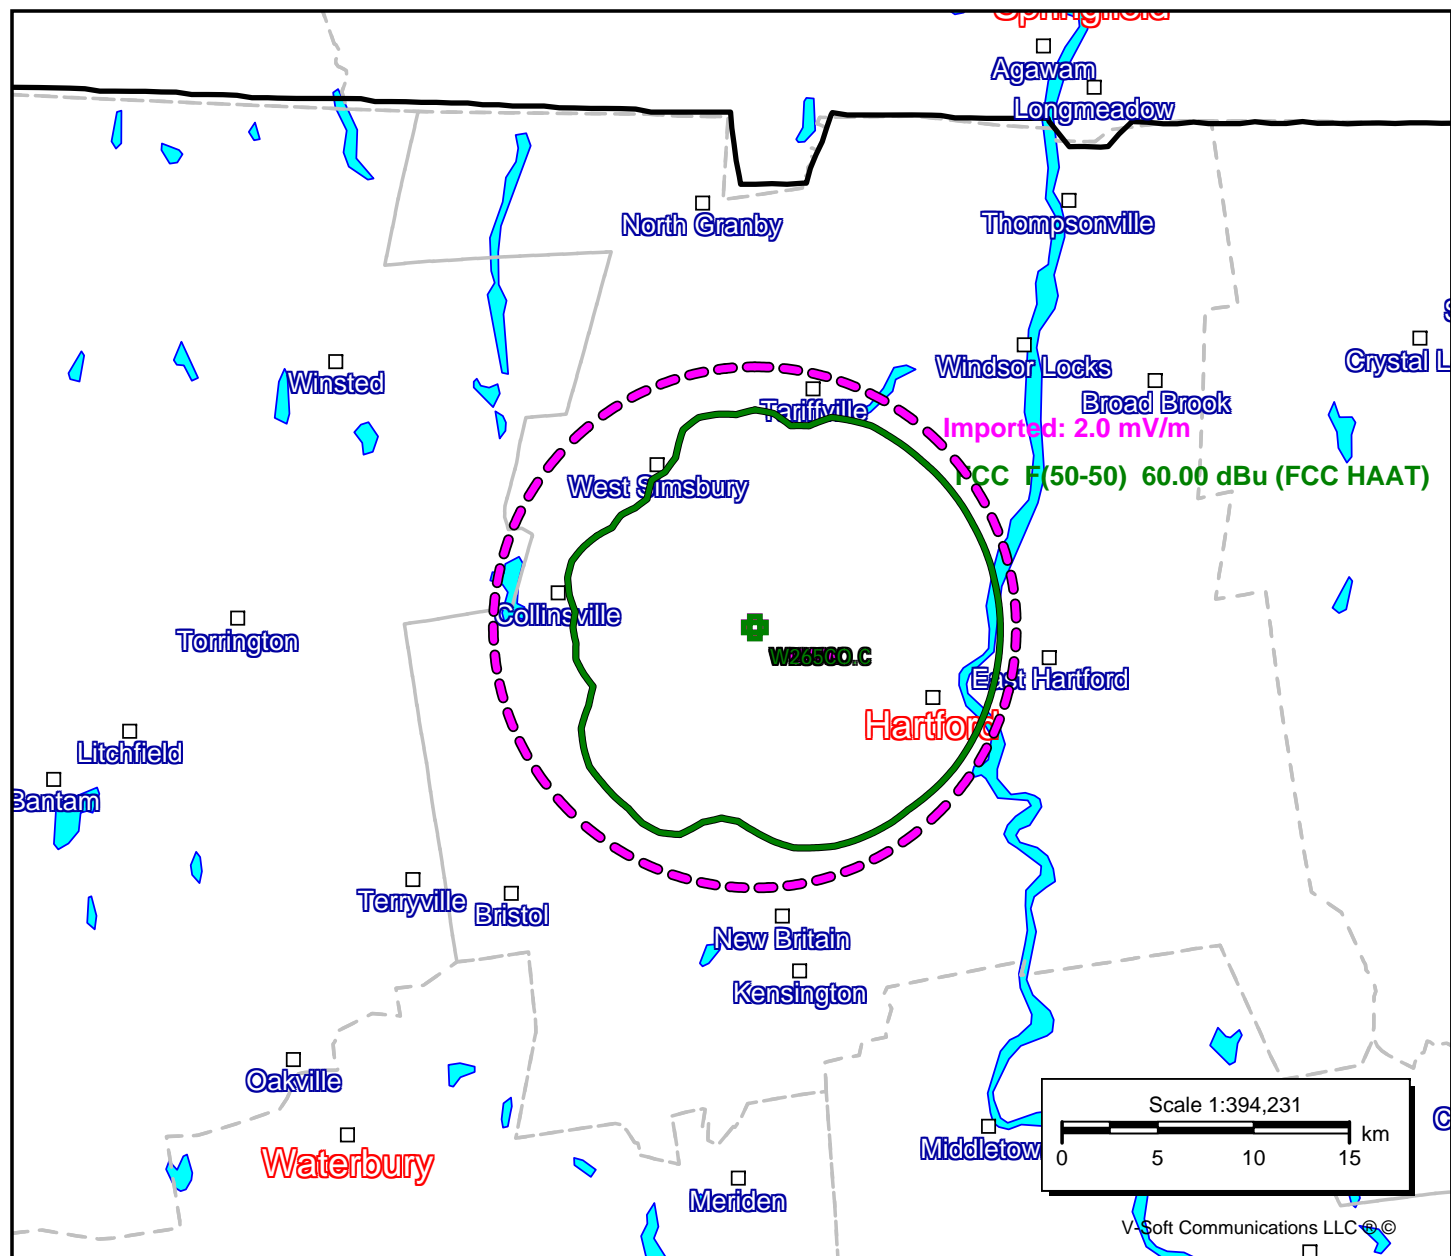 Springfield
Agawam
Longmeadow
North Granby
Thompsonville
Windsor Locks
Crystal L
Winsted
Tariffville
Broad Brook
Imported: 2.0 mV/m
FCC F(50-50) 60.00 dBu (FCC HAAT)
West Simsbury
Collinsville
Torrington
W265CO.C
East Hartford
Hartford
Litchfield
Bantam
Terryville
Bristol
New Britain
Kensington
Oakville
Scale 1:394,231
km
0 5 10 15
Middletow
Waterbury
Meriden
V-Soft Communications LLC ® ©